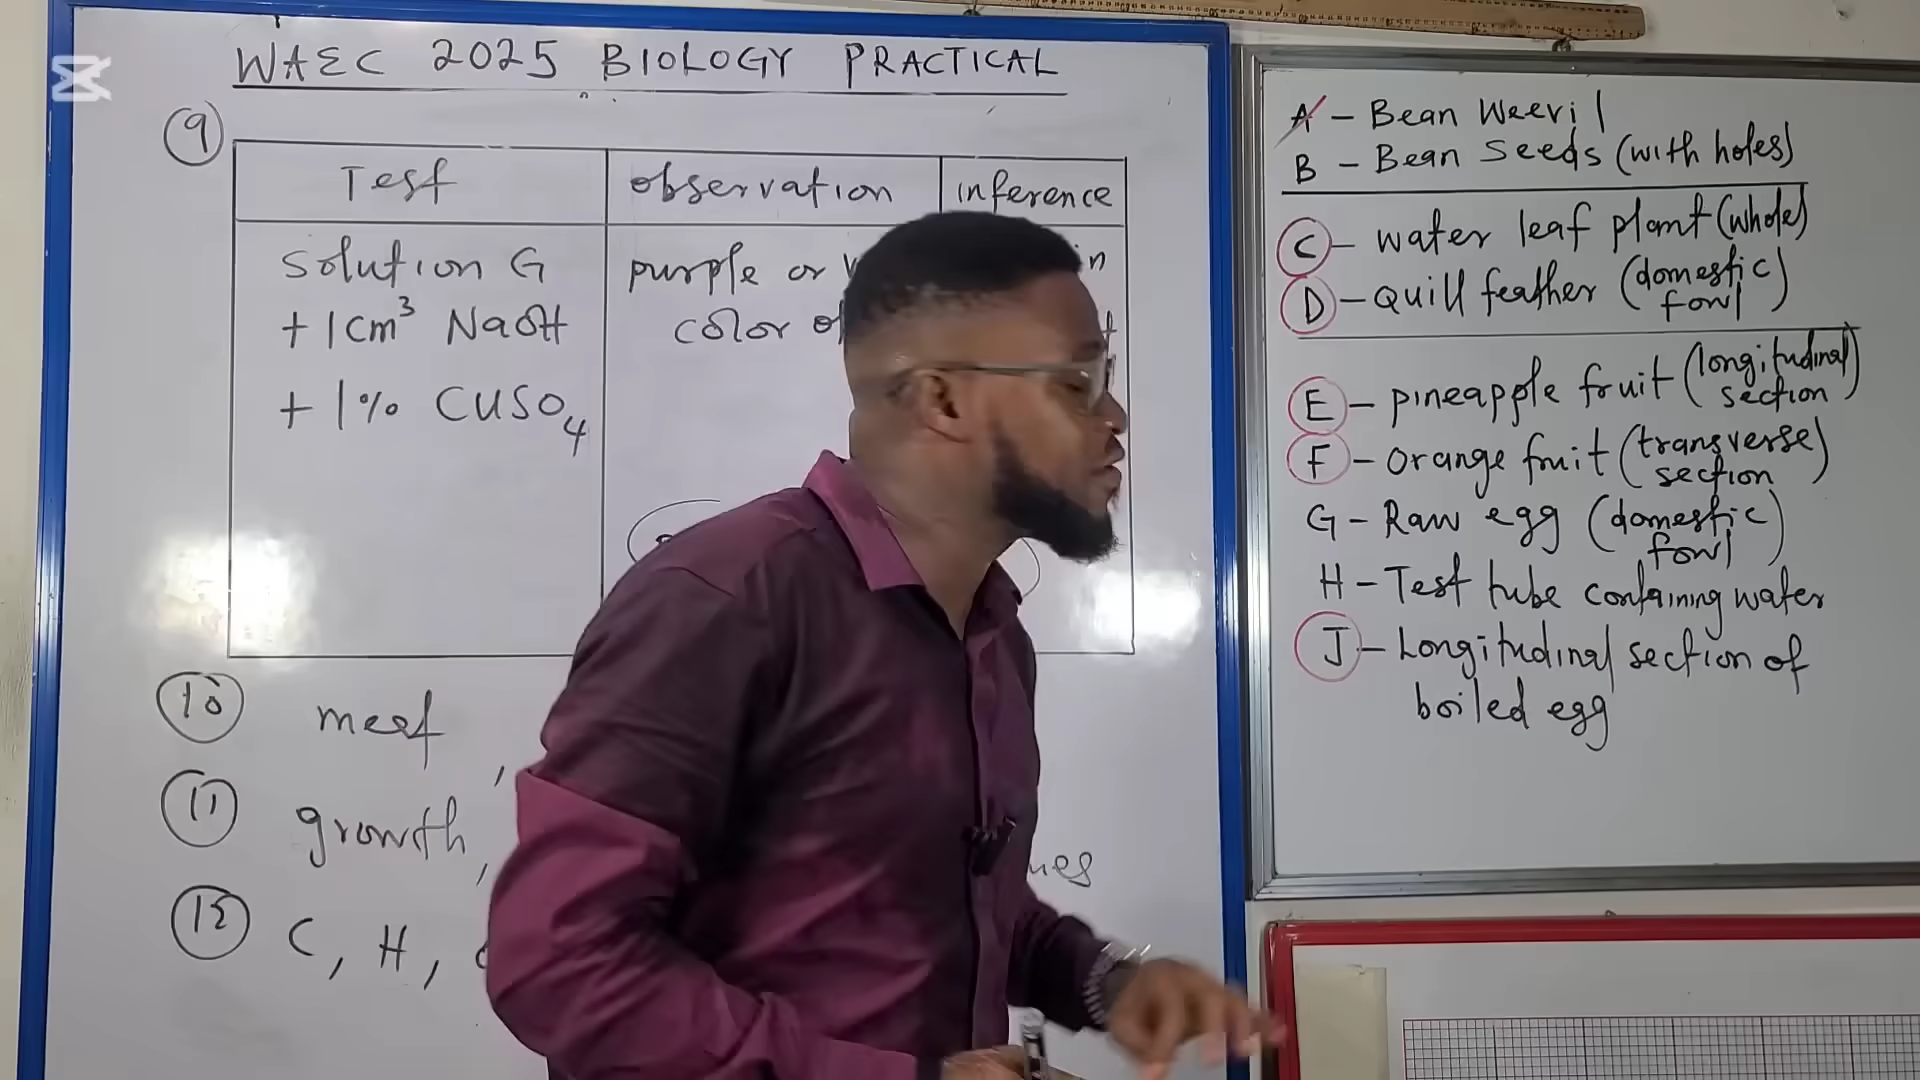 WAEC 2025 BIOLOGY PRACTICAL
9
Test observation inference
Solution G
+ 1cm³ NaOH
+ 1% CuSO4
purple or
color
10 meat,
11 growth,
12 C, H,
A - Bean Weevil
B - Bean Seeds (with holes)
C - water leaf plant (whole)
D - Quill feather (domestic fowl)
E - pineapple fruit (longitudinal section)
F - orange fruit (transverse section)
G - Raw egg (domestic fowl)
H - Test tube containing water
J - Longitudinal section of
boiled egg